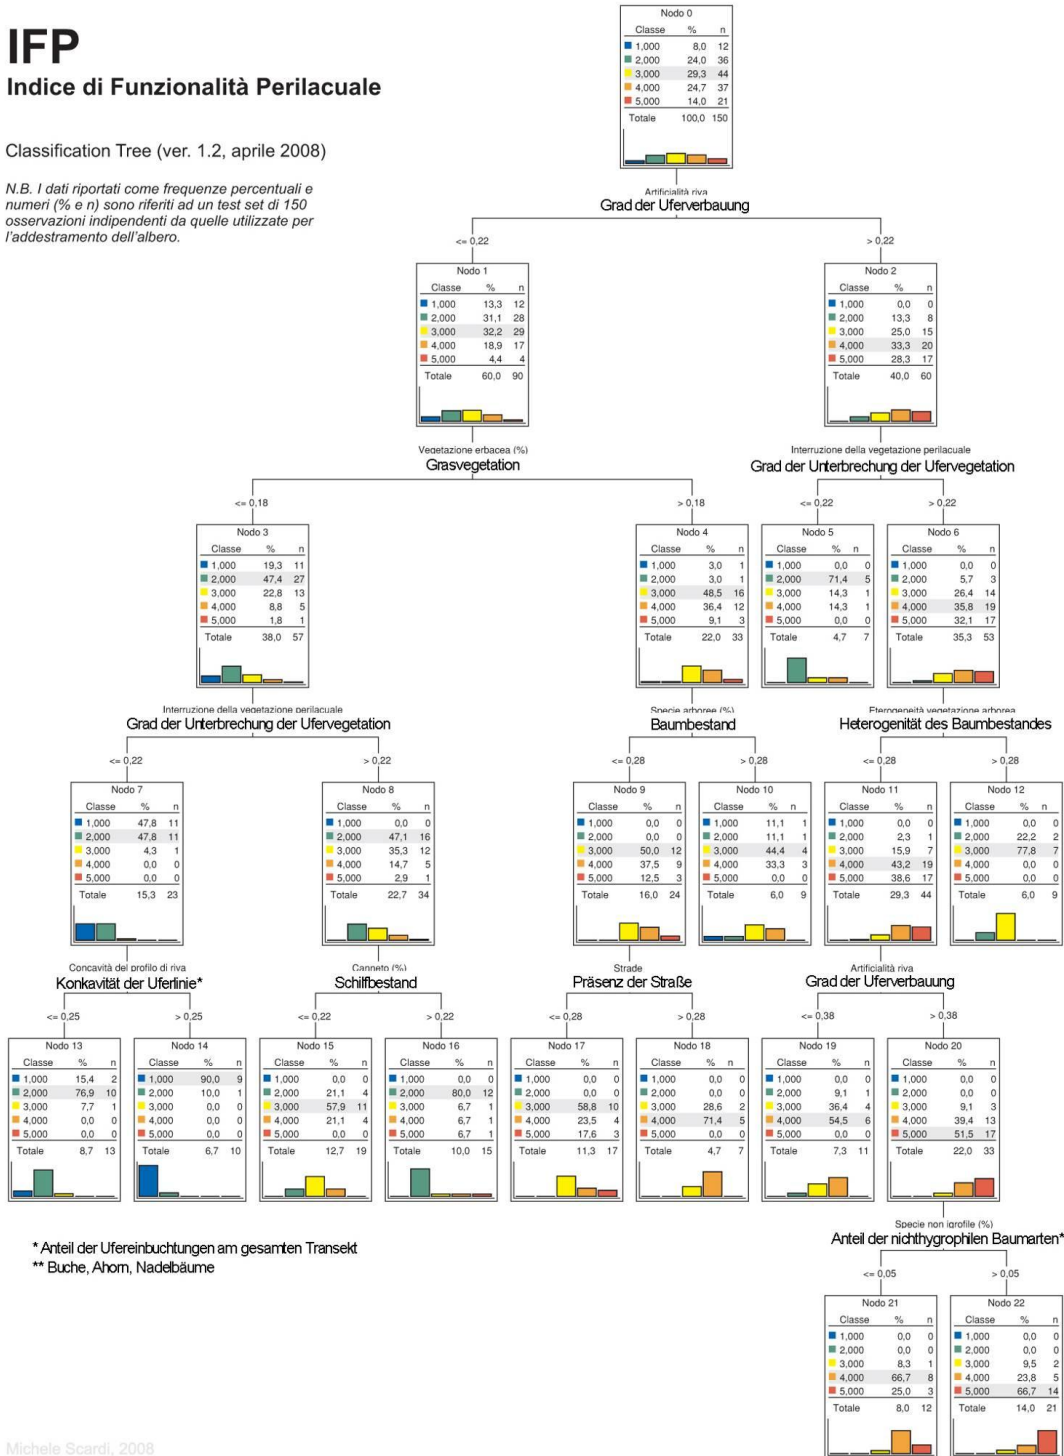 IFP
Indice di Funzionalità Perilacuale
Classification Tree (ver. 1.2, aprile 2008)
N.B. I dati riportati come frequenze percentuali e
numeri (% e n) sono riferiti ad un test set di 150
osservazioni indipendenti da quelle utilizzate per
l'addestramento dell'albero.
Nodo 0
Classe % n
1,000 8,0 12
2,000 24,0 36
3,000 29,3 44
4,000 24,7 37
5,000 14,0 21
Totale 100,0 150
Artificialità riva
Grad der Uferverbauung
<= 0,22
> 0,22
Nodo 1
Classe % n
1,000 13,3 12
2,000 31,1 28
3,000 32,2 29
4,000 18,9 17
5,000 4,4 4
Totale 60,0 90
Nodo 2
Classe % n
1,000 0,0 0
2,000 13,3 8
3,000 25,0 15
4,000 33,3 20
5,000 28,3 17
Totale 40,0 60
Vegetazione erbacea (%)
Grasvegetation
Interruzione della vegetazione perilacuale
Grad der Unterbrechung der Ufervegetation
<= 0,18
> 0,18
<= 0,22
> 0,22
Nodo 3
Classe % n
1,000 19,3 11
2,000 47,4 27
3,000 22,8 13
4,000 8,8 5
5,000 1,8 1
Totale 38,0 57
Nodo 4
Classe % n
1,000 3,0 1
2,000 3,0 1
3,000 48,5 16
4,000 36,4 12
5,000 9,1 3
Totale 22,0 33
Nodo 5
Classe % n
1,000 0,0 0
2,000 71,4 5
3,000 14,3 1
4,000 14,3 1
5,000 0,0 0
Totale 4,7 7
Nodo 6
Classe % n
1,000 0,0 0
2,000 5,7 3
3,000 26,4 14
4,000 35,8 19
5,000 32,1 17
Totale 35,3 53
Interruzione della vegetazione perilacuale
Grad der Unterbrechung der Ufervegetation
Specie arboree (%)
Baumbestand
Eterogeneità vegetazione arborea
Heterogenität des Baumbestandes
<= 0,22
> 0,22
<= 0,28
> 0,28
<= 0,28
> 0,28
Nodo 7
Classe % n
1,000 47,8 11
2,000 47,8 11
3,000 4,3 1
4,000 0,0 0
5,000 0,0 0
Totale 15,3 23
Nodo 8
Classe % n
1,000 0,0 0
2,000 47,1 16
3,000 35,3 12
4,000 14,7 5
5,000 2,9 1
Totale 22,7 34
Nodo 9
Classe % n
1,000 0,0 0
2,000 0,0 0
3,000 50,0 12
4,000 37,5 9
5,000 12,5 3
Totale 16,0 24
Nodo 10
Classe % n
1,000 11,1 1
2,000 11,1 1
3,000 44,4 4
4,000 33,3 3
5,000 0,0 0
Totale 6,0 9
Nodo 11
Classe % n
1,000 0,0 0
2,000 2,3 1
3,000 15,9 7
4,000 43,2 19
5,000 38,6 17
Totale 29,3 44
Nodo 12
Classe % n
1,000 0,0 0
2,000 22,2 2
3,000 77,8 7
4,000 0,0 0
5,000 0,0 0
Totale 6,0 9
Concavità del profilo di riva
Konkavität der Uferlinie*
Canneto (%)
Schilfbestand
Strade
Präsenz der Straße
Artificialità riva
Grad der Uferverbauung
<= 0,25
> 0,25
<= 0,22
> 0,22
<= 0,28
> 0,28
<= 0,38
> 0,38
Nodo 13
Classe % n
1,000 15,4 2
2,000 76,9 10
3,000 7,7 1
4,000 0,0 0
5,000 0,0 0
Totale 8,7 13
Nodo 14
Classe % n
1,000 90,0 9
2,000 10,0 1
3,000 0,0 0
4,000 0,0 0
5,000 0,0 0
Totale 6,7 10
Nodo 15
Classe % n
1,000 0,0 0
2,000 21,1 4
3,000 57,9 11
4,000 21,1 4
5,000 0,0 0
Totale 12,7 19
Nodo 16
Classe % n
1,000 0,0 0
2,000 80,0 12
3,000 6,7 1
4,000 6,7 1
5,000 6,7 1
Totale 10,0 15
Nodo 17
Classe % n
1,000 0,0 0
2,000 0,0 0
3,000 58,8 10
4,000 23,5 4
5,000 17,6 3
Totale 11,3 17
Nodo 18
Classe % n
1,000 0,0 0
2,000 0,0 0
3,000 28,6 2
4,000 71,4 5
5,000 0,0 0
Totale 4,7 7
Nodo 19
Classe % n
1,000 0,0 0
2,000 9,1 1
3,000 36,4 4
4,000 54,5 6
5,000 0,0 0
Totale 7,3 11
Nodo 20
Classe % n
1,000 0,0 0
2,000 0,0 0
3,000 9,1 3
4,000 39,4 13
5,000 51,5 17
Totale 22,0 33
* Anteil der Ufereinbuchtungen am gesamten Transekt
** Buche, Ahorn, Nadelbäume
Specie non igrofile (%)
Anteil der nichthygrophilen Baumarten*
<= 0,05
> 0,05
Nodo 21
Classe % n
1,000 0,0 0
2,000 0,0 0
3,000 8,3 1
4,000 66,7 8
5,000 25,0 3
Totale 8,0 12
Nodo 22
Classe % n
1,000 0,0 0
2,000 0,0 0
3,000 9,5 2
4,000 23,8 5
5,000 66,7 14
Totale 14,0 21
Michele Scardi, 2008